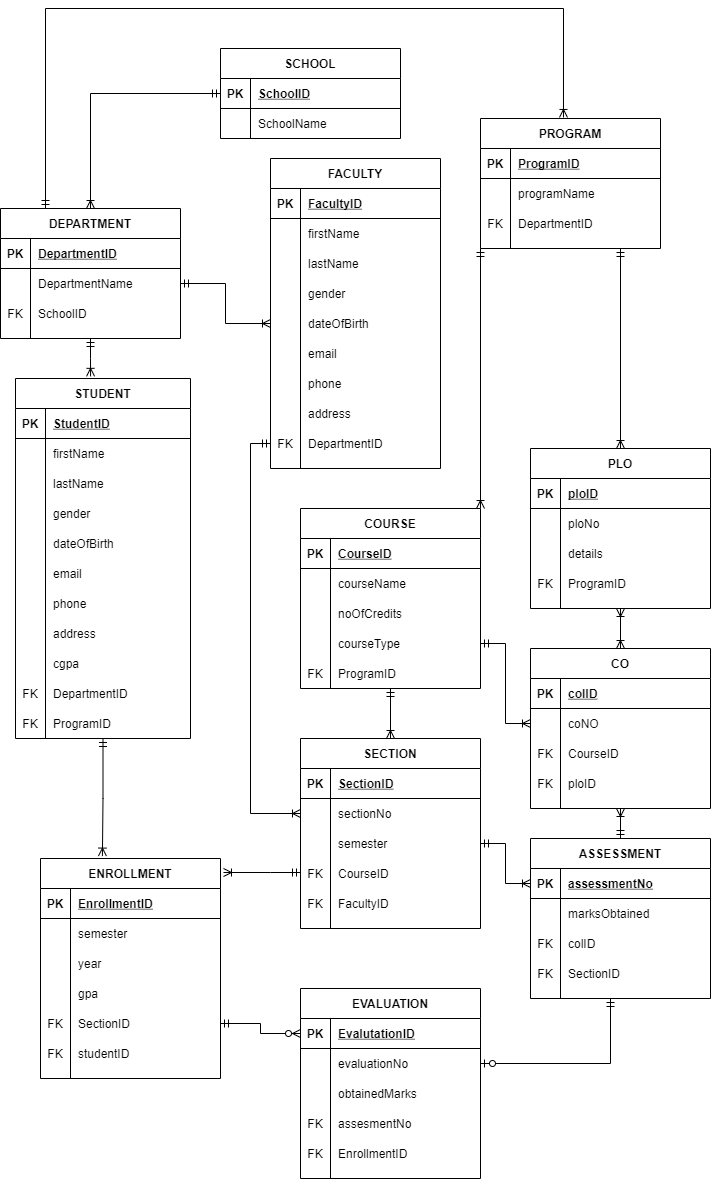 SCHOOL
PK SchoolID
SchoolName
PROGRAM
PK ProgramID
programName
FK DepartmentID
FACULTY
PK FacultyID
firstName
lastName
gender
dateOfBirth
email
phone
address
FK DepartmentID
DEPARTMENT
PK DepartmentID
DepartmentName
FK SchoolID
STUDENT
PK StudentID
firstName
lastName
gender
dateOfBirth
email
phone
address
cgpa
FK DepartmentID
FK ProgramID
PLO
PK ploID
ploNo
details
FK ProgramID
COURSE
PK CourseID
courseName
noOfCredits
courseType
FK ProgramID
CO
PK colID
coNO
FK CourseID
FK ploID
SECTION
PK SectionID
sectionNo
semester
FK CourseID
FK FacultyID
ASSESSMENT
PK assessmentNo
marksObtained
FK colID
FK SectionID
ENROLLMENT
PK EnrollmentID
semester
year
gpa
FK SectionID
FK studentID
EVALUATION
PK EvalutationID
evaluationNo
obtainedMarks
FK assesmentNo
FK EnrollmentID